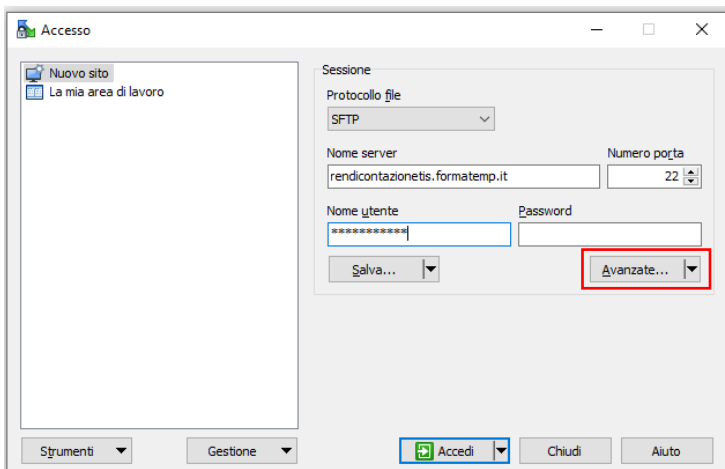 Accesso
Nuovo sito
La mia area di lavoro
Sessione
Protocollo file
SFTP
Nome server
Numero porta
rendicontazionetis.formatemp.it
22
Nome utente
Password
***********
Salva...
Avanzate...
Strumenti
Gestione
Accedi
Chiudi
Aiuto